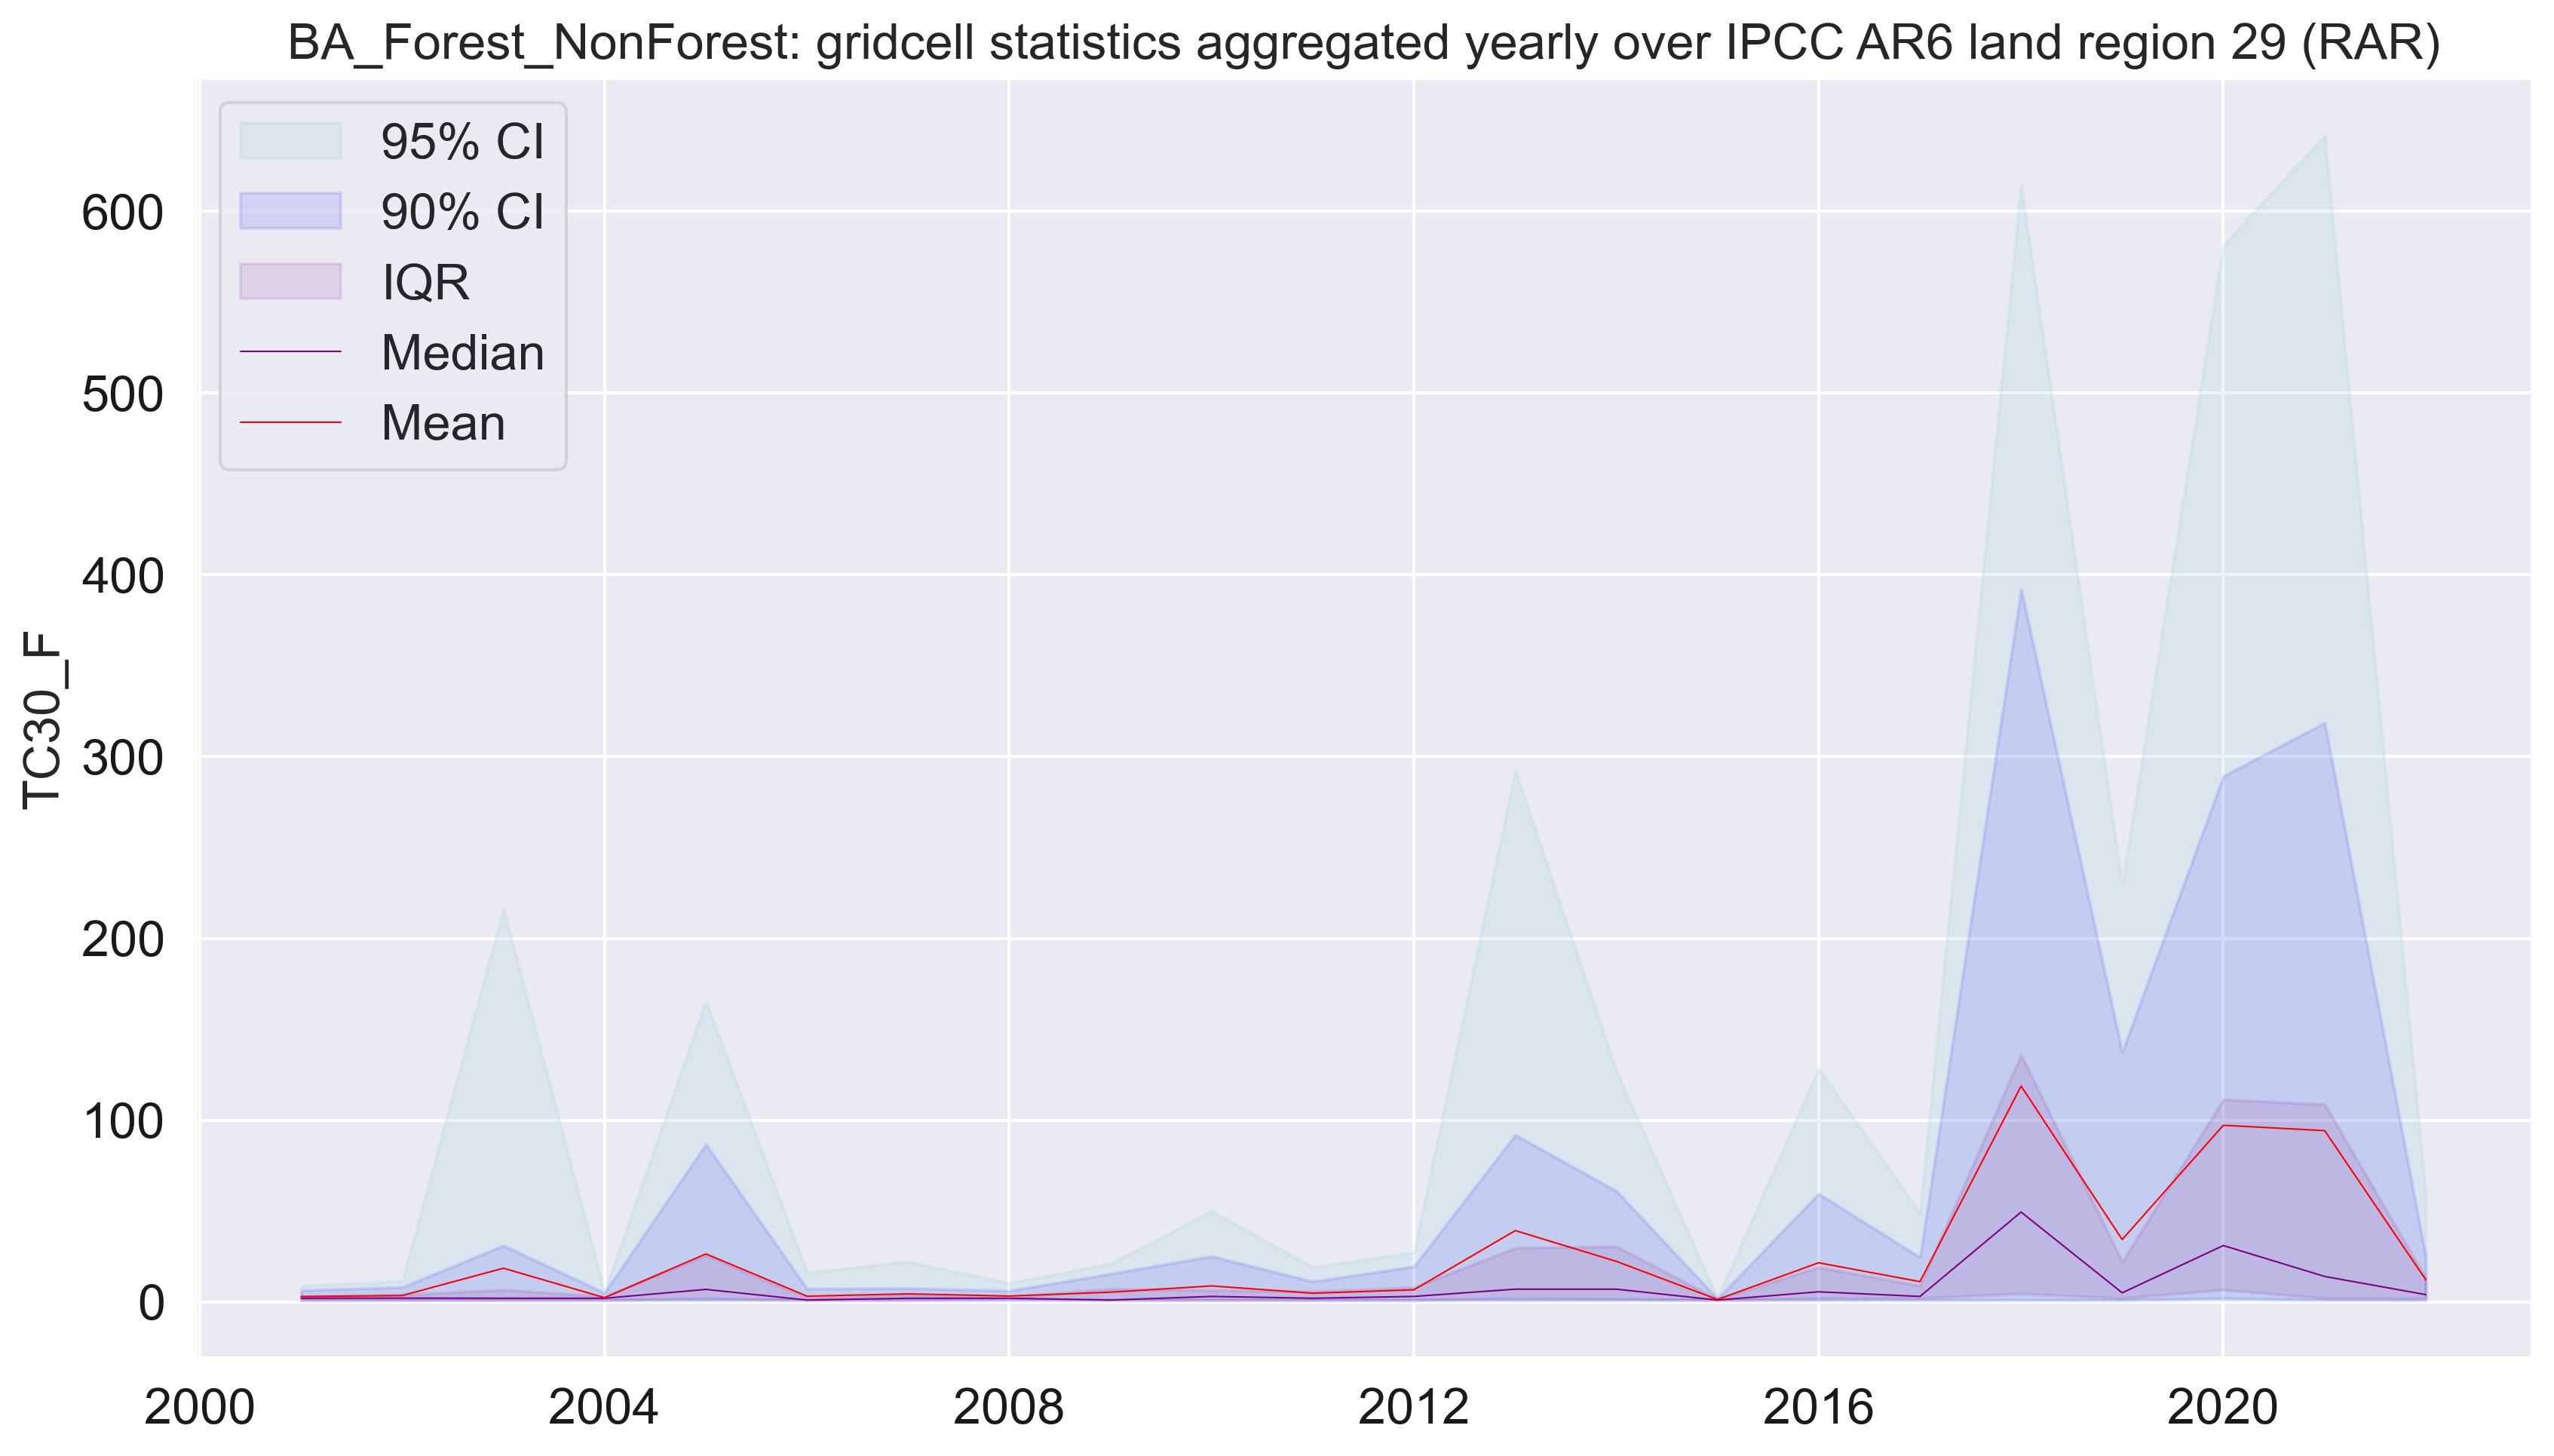 BA_Forest_NonForest: gridcell statistics aggregated yearly over IPCC AR6 land region 29 (RAR)
95% CI
90% CI
IQR
Median
Mean
TC30_F
600
500
400
300
200
100
0
2000 2004 2008 2012 2016 2020